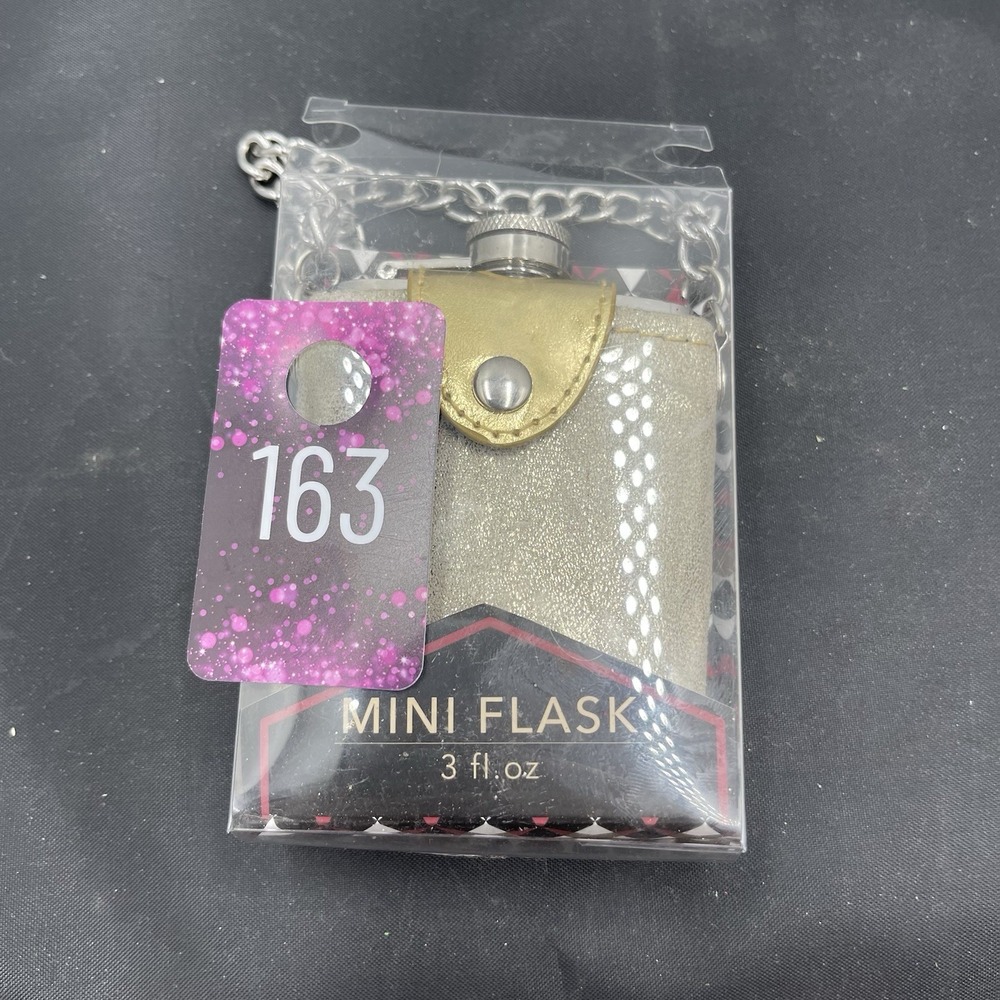 163
MINI FLASK
3 fl.oz